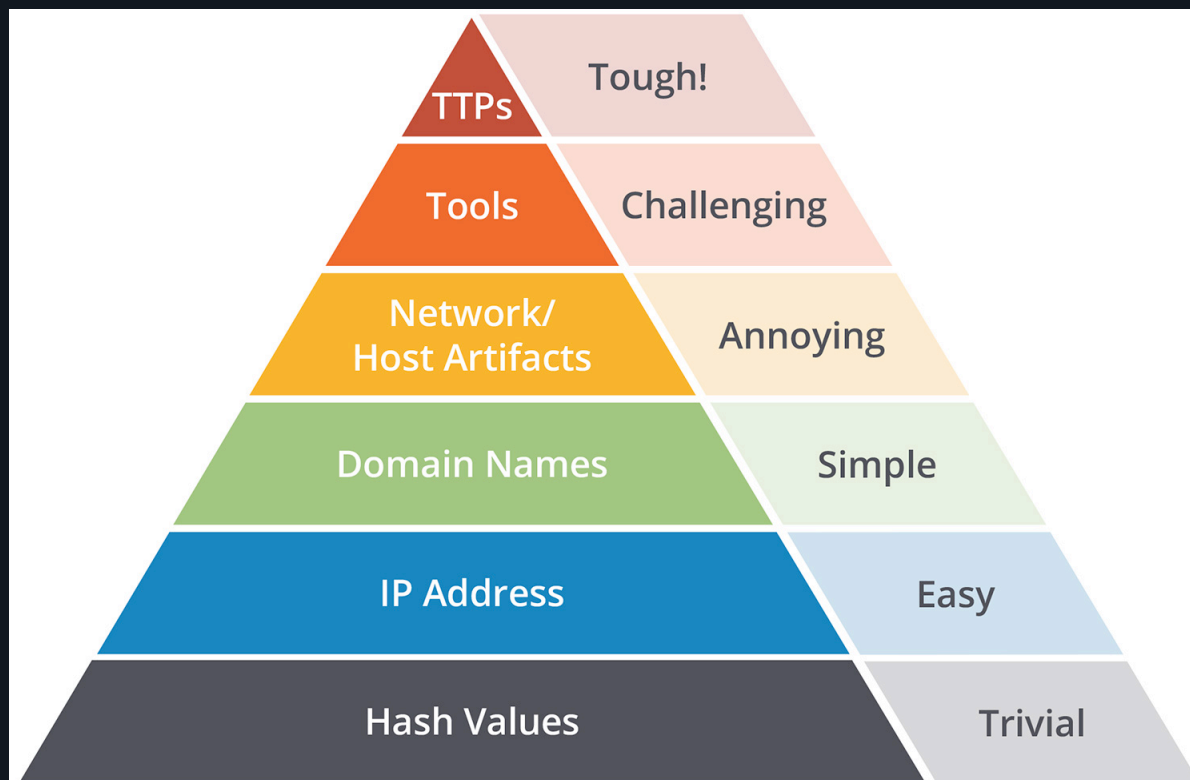 TTPs
Tough!
Tools
Challenging
Network/
Host Artifacts
Annoying
Domain Names
Simple
IP Address
Easy
Hash Values
Trivial